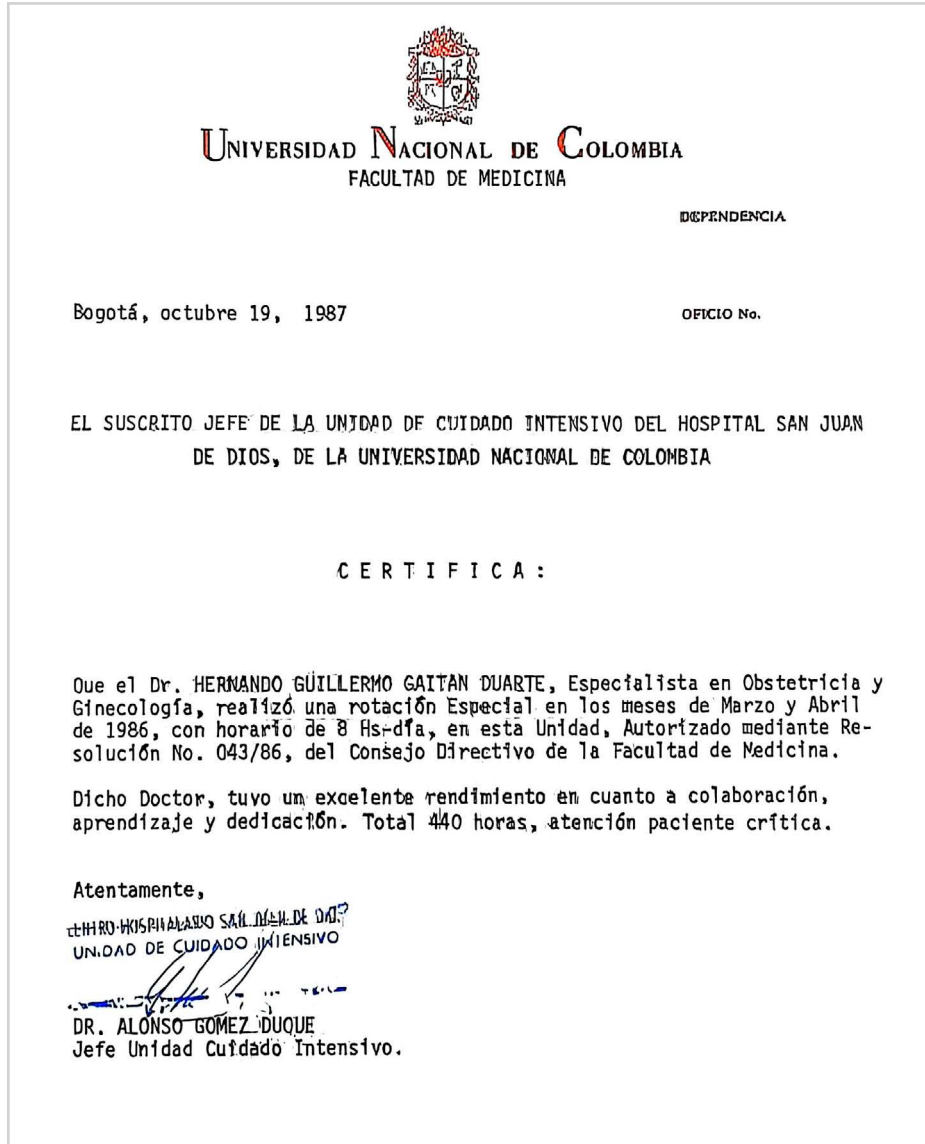 UNIVERSIDAD NACIONAL DE COLOMBIA
FACULTAD DE MEDICINA
DEPENDENCIA
Bogotá, octubre 19, 1987
OFICIO No.
EL SUSCRITO JEFE DE LA UNIDAD DE CUIDADO INTENSIVO DEL HOSPITAL SAN JUAN
DE DIOS, DE LA UNIVERSIDAD NACIONAL DE COLOMBIA
C E R T I F I C A :
Que el Dr. HERNANDO GUILLERMO GAITAN DUARTE, Especialista en Obstetricia y
Ginecología, realizó una rotación Especial en los meses de Marzo y Abril
de 1986, con horario de 8 Hs-día, en esta Unidad, Autorizado mediante Re-
solución No. 043/86, del Consejo Directivo de la Facultad de Medicina.
Dicho Doctor, tuvo un excelente rendimiento en cuanto a colaboración,
aprendizaje y dedicación. Total 440 horas, atención paciente crítica.
Atentamente,
SAN JUAN DE
UNIDAD DE CUIDADO INTENSIVO
DR. ALONSO GOMEZ DUQUE
Jefe Unidad Cuidado Intensivo.